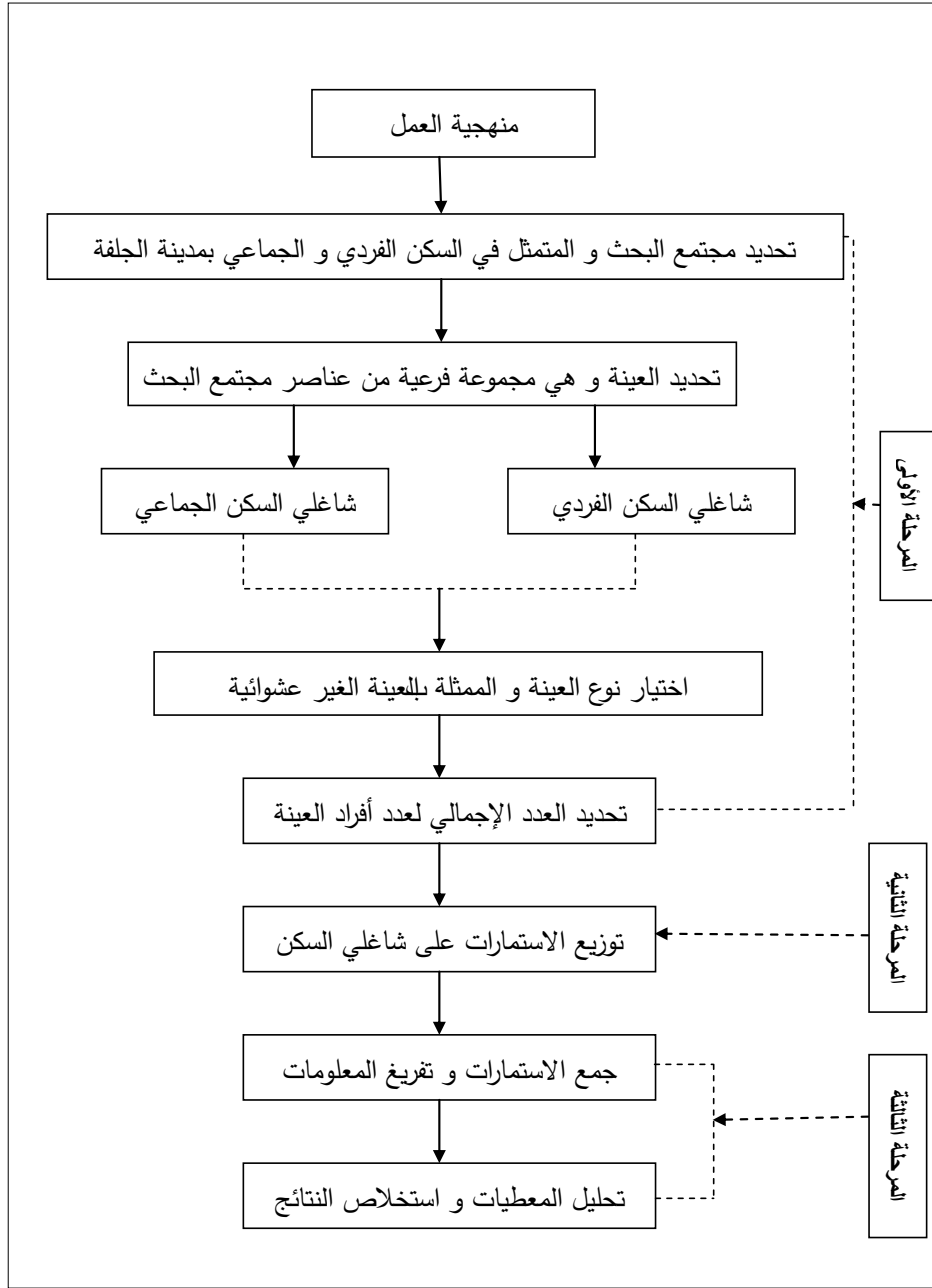 منهجية العمل
تحديد مجتمع البحث و المتمثل في السكن الفردي و الجماعي بمدينة الجلفة
تحديد العينة و هي مجموعة فرعية من عناصر مجتمع البحث
شاغلي السكن الفردي
شاغلي السكن الجماعي
المرحلة الأولى
اختيار نوع العينة و الممثلة بالعينة الغير عشوائية
تحديد العدد الإجمالي لعدد أفراد العينة
توزيع الاستمارات على شاغلي السكن
المرحلة الثانية
جمع الاستمارات و تفريغ المعلومات
تحليل المعطيات و استخلاص النتائج
المرحلة الثالثة